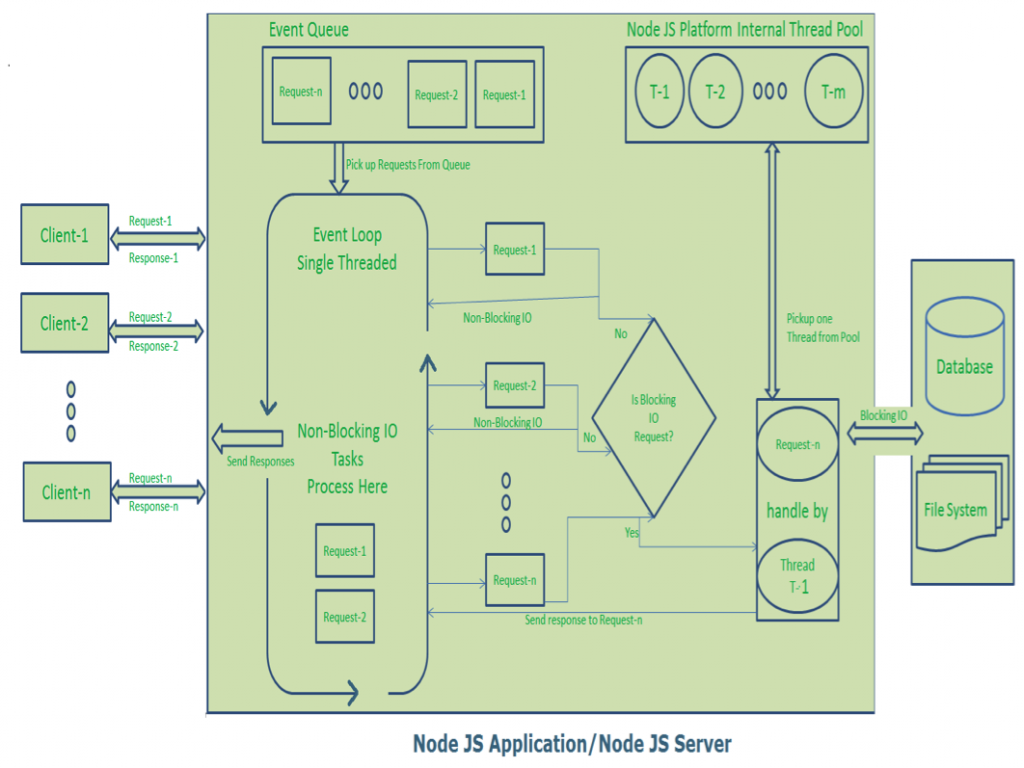 Event Queue
Node JS Platform Internal Thread Pool
Request-n
Request-2
Request-1
T-1
T-2
T-m
Pick up Requests From Queue
Client-1
Request-1
Response-1
Client-2
Request-2
Response-2
Client-n
Request-n
Response-n
Event Loop
Single Threaded
Request-1
Non-Blocking IO
No
Request-2
Non-Blocking IO
No
Is Blocking
IO
Request?
Yes
Request-n
Send response to Request-n
Send Responses
Non-Blocking IO
Tasks
Process Here
Request-1
Request-2
Pickup one
Thread from Pool
Request-n
handle by
Thread
T-1
Blocking IO
Database
File System
Node JS Application/Node JS Server